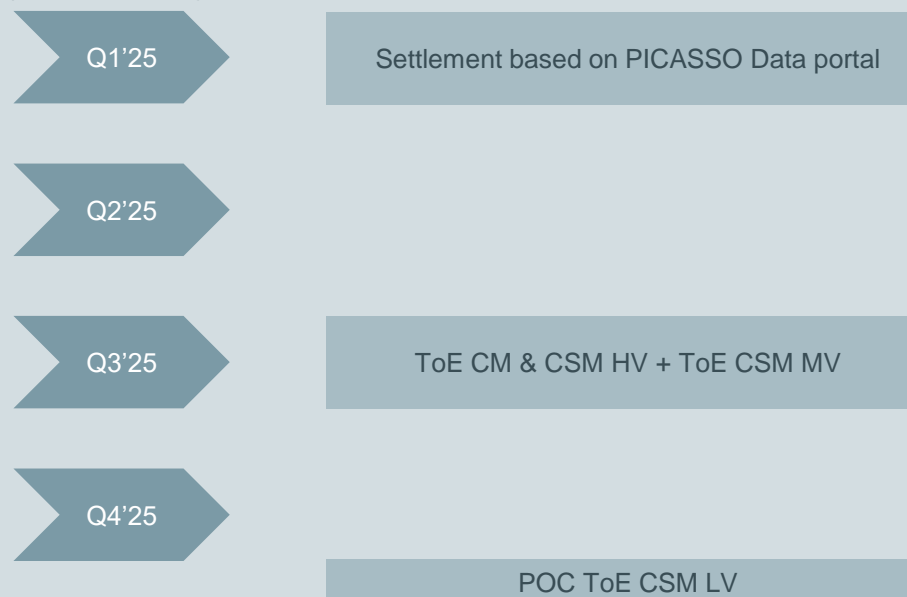 Q1’25
Settlement based on PICASSO Data portal
Q2’25
Q3’25
ToE CM & CSM HV + ToE CSM MV
Q4’25
POC ToE CSM LV